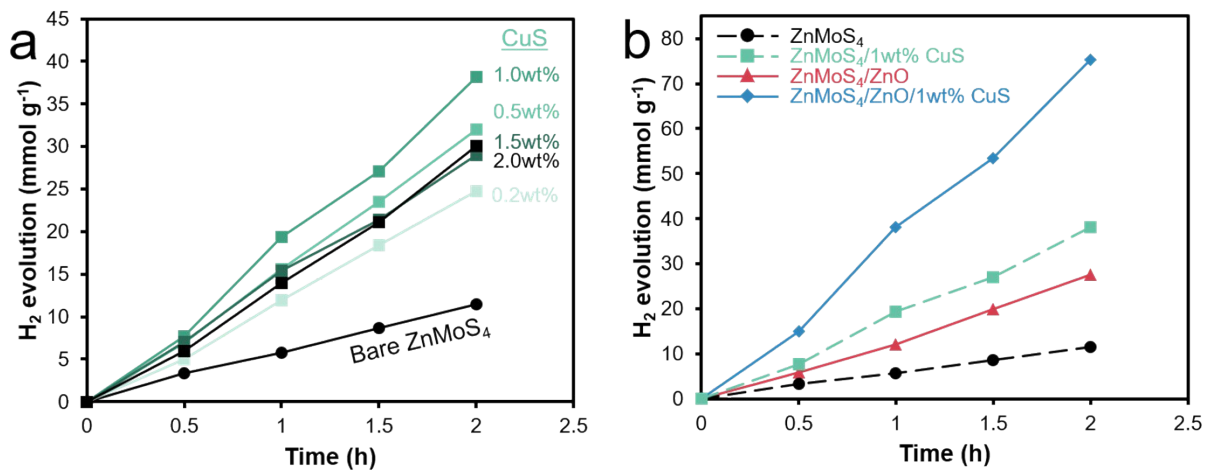 a
H₂ evolution (mmol g⁻¹)
45
40
35
30
25
20
15
10
5
0
CuS
1.0wt%
0.5wt%
1.5wt%
2.0wt%
0.2wt%
Bare ZnMoS₄
0 0.5 1 1.5 2 2.5
Time (h)
b
H₂ evolution (mmol g⁻¹)
80
70
60
50
40
30
20
10
0
ZnMoS₄
ZnMoS₄/1wt% CuS
ZnMoS₄/ZnO
ZnMoS₄/ZnO/1wt% CuS
0 0.5 1 1.5 2 2.5
Time (h)